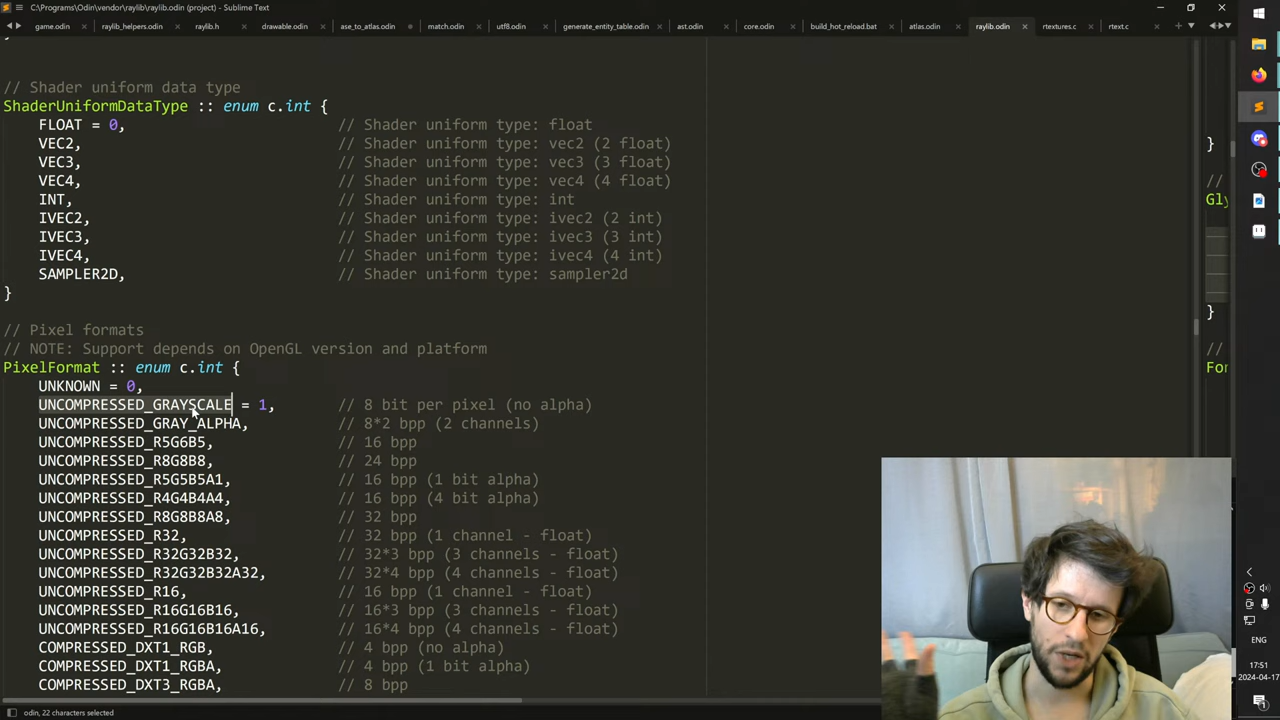 C:\Programs\Odin\vendor\raylib\raylib.odin (project) - Sublime Text
game.odin raylib_helpers.odin raylib.h drawable.odin ase_to_atlas.odin match.odin utf8.odin generate_entity_table.odin ast.odin core.odin build_hot_reload.bat atlas.odin raylib.odin rtextures.c rtext.c
// Shader uniform data type
ShaderUniformDataType :: enum c.int {
FLOAT = 0, // Shader uniform type: float
VEC2, // Shader uniform type: vec2 (2 float)
VEC3, // Shader uniform type: vec3 (3 float)
VEC4, // Shader uniform type: vec4 (4 float)
INT, // Shader uniform type: int
IVEC2, // Shader uniform type: ivec2 (2 int)
IVEC3, // Shader uniform type: ivec3 (3 int)
IVEC4, // Shader uniform type: ivec4 (4 int)
SAMPLER2D, // Shader uniform type: sampler2d
}
// Pixel formats
// NOTE: Support depends on OpenGL version and platform
PixelFormat :: enum c.int {
UNKNOWN = 0,
UNCOMPRESSED_GRAYSCALE = 1, // 8 bit per pixel (no alpha)
UNCOMPRESSED_GRAY_ALPHA, // 8*2 bpp (2 channels)
UNCOMPRESSED_R5G6B5, // 16 bpp
UNCOMPRESSED_R8G8B8, // 24 bpp
UNCOMPRESSED_R5G5B5A1, // 16 bpp (1 bit alpha)
UNCOMPRESSED_R4G4B4A4, // 16 bpp (4 bit alpha)
UNCOMPRESSED_R8G8B8A8, // 32 bpp
UNCOMPRESSED_R32, // 32 bpp (1 channel - float)
UNCOMPRESSED_R32G32B32, // 32*3 bpp (3 channels - float)
UNCOMPRESSED_R32G32B32A32, // 32*4 bpp (4 channels - float)
UNCOMPRESSED_R16, // 16 bpp (1 channel - float)
UNCOMPRESSED_R16G16B16, // 16*3 bpp (3 channels - float)
UNCOMPRESSED_R16G16B16A16, // 16*4 bpp (4 channels - float)
COMPRESSED_DXT1_RGB, // 4 bpp (no alpha)
COMPRESSED_DXT1_RGBA, // 4 bpp (1 bit alpha)
COMPRESSED_DXT3_RGBA, // 8 bpp
}
//
Gly
}
//
For
odin, 22 characters selected
ENG
17:51
2024-04-17